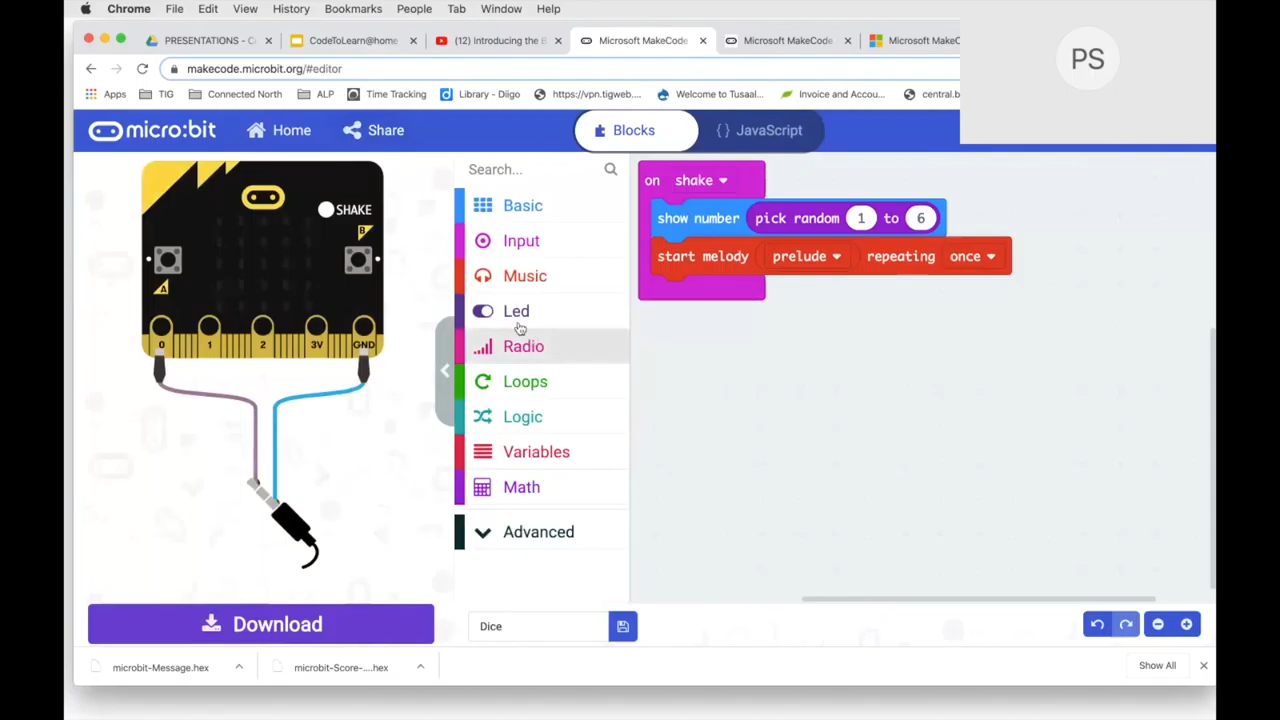 Chrome File Edit View History Bookmarks People Tab Window Help
PRESENTATIONS - C
CodeToLearn@home
(12) Introducing the E
Microsoft MakeCode
Microsoft MakeCode
Microsoft MakeC
PS
makecode.microbit.org/#editor
Apps TIG Connected North ALP Time Tracking Library - Diigo https://vpn.tigweb.... Welcome to Tusaal... Invoice and Accou... central.b
micro:bit Home Share Blocks {} JavaScript
SHAKE
B
A
0 1 2 3V GND
Search...
Basic
Input
Music
Led
Radio
Loops
Logic
Variables
Math
Advanced
on shake
show number pick random 1 to 6
start melody prelude repeating once
Download
Dice
microbit-Message.hex
microbit-Score-....hex
Show All